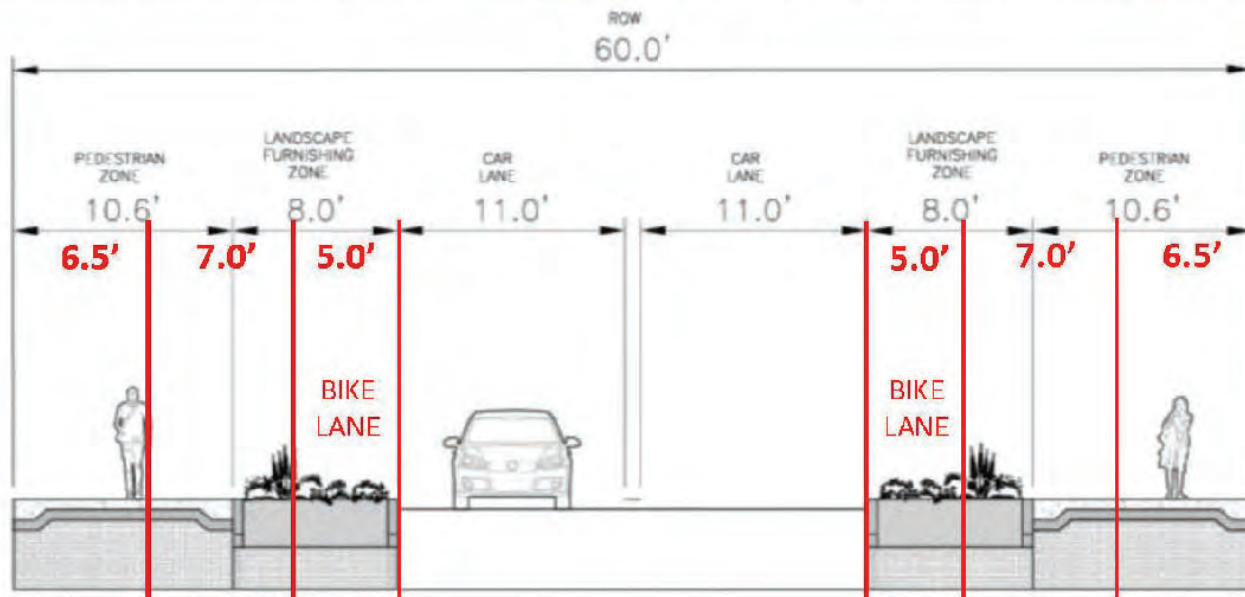 ROW
60.0'
PEDESTRIAN
ZONE
10.6'
LANDSCAPE
FURNISHING
ZONE
8.0'
CAR
LANE
11.0'
CAR
LANE
11.0'
LANDSCAPE
FURNISHING
ZONE
8.0'
PEDESTRIAN
ZONE
10.6'
6.5'
7.0'
5.0'
5.0'
7.0'
6.5'
BIKE
LANE
BIKE
LANE